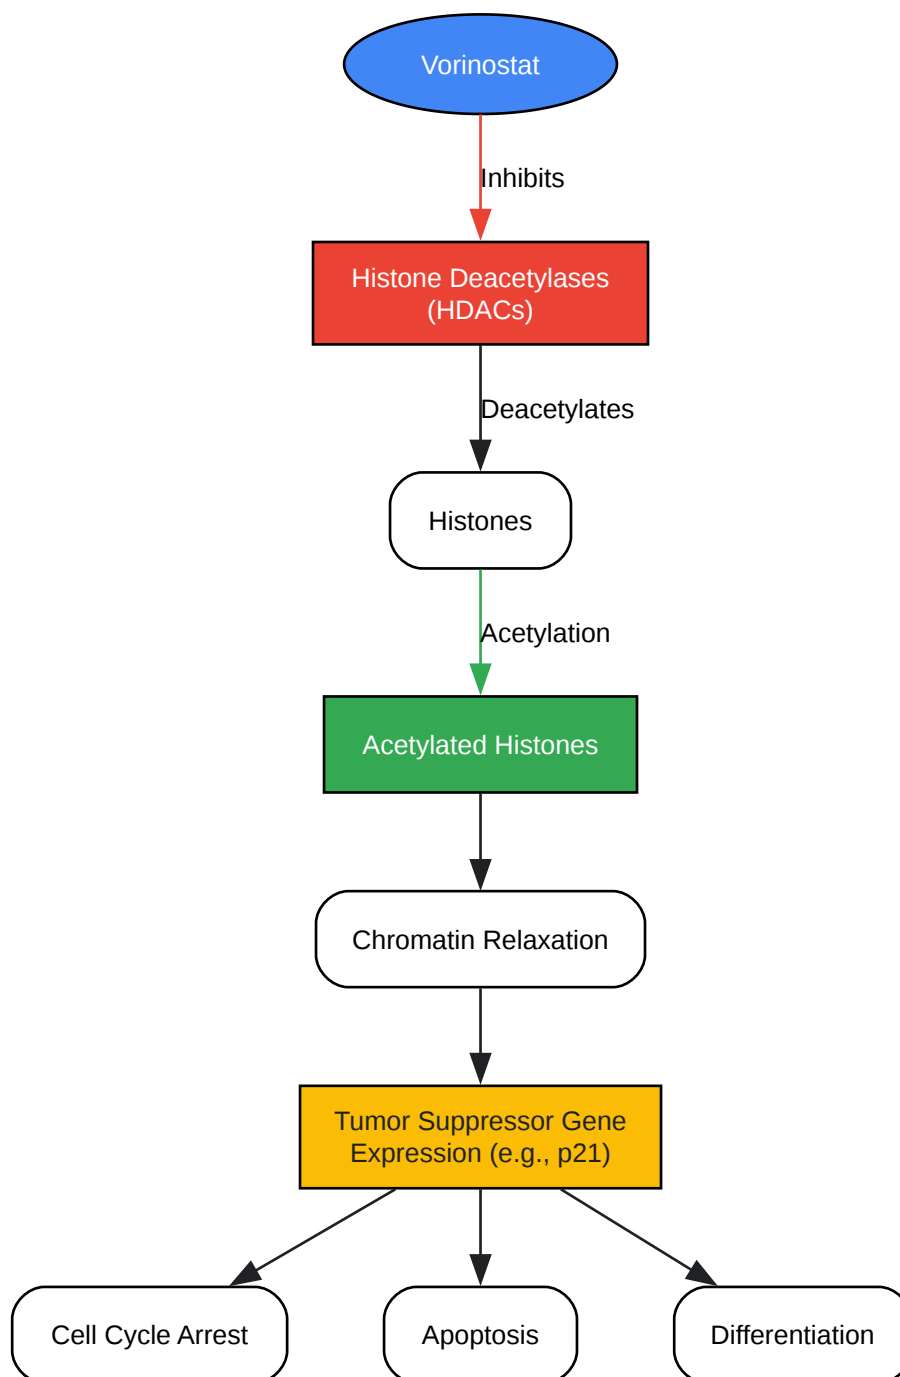 Vorinostat
Inhibits
Histone Deacetylases
(HDACs)
Deacetylates
Histones
Acetylation
Acetylated Histones
Chromatin Relaxation
Tumor Suppressor Gene
Expression (e.g., p21)
Cell Cycle Arrest
Apoptosis
Differentiation